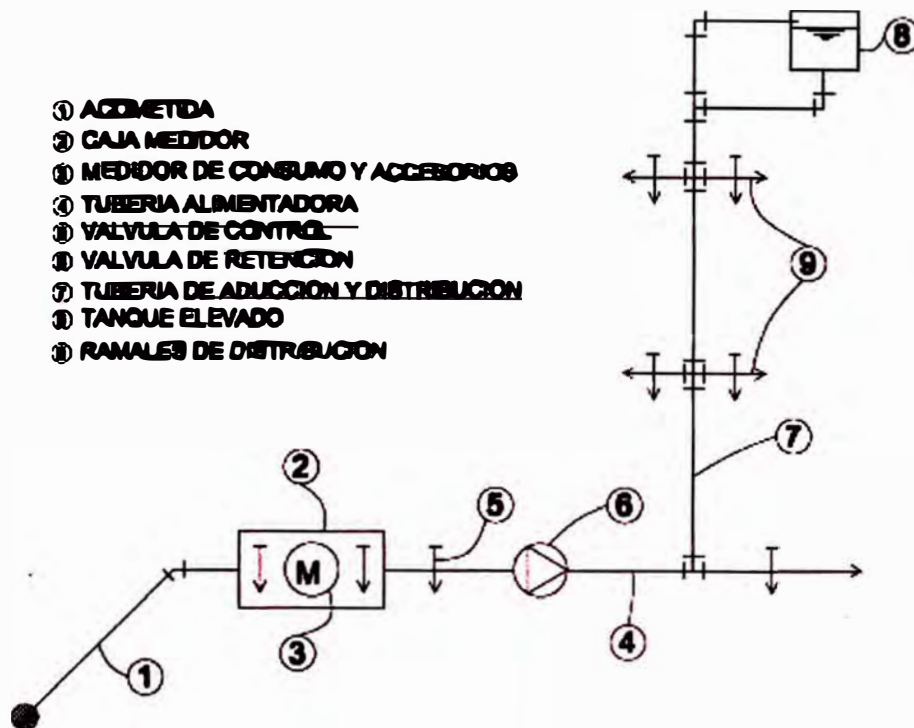 ① ACOMETIDA
② CAJA MEDIDOR
③ MEDIDOR DE CONSUMO Y ACCESORIOS
④ TUBERIA ALIMENTADORA
⑤ VALVULA DE CONTROL
⑥ VALVULA DE RETENCION
⑦ TUBERIA DE ADUCCION Y DISTRIBUCION
⑧ TANQUE ELEVADO
⑨ RAMALES DE DISTRIBUCION
8
9
7
2
5
6
M
3
4
1